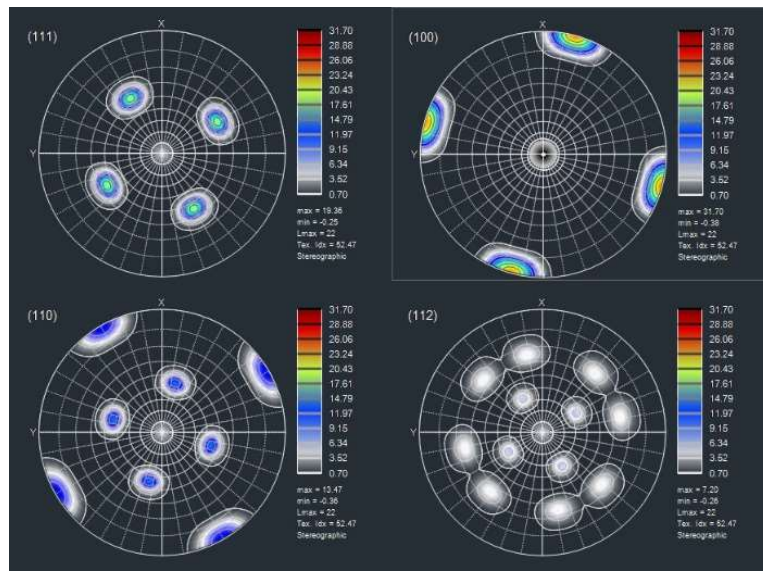 (111)
X
Y
31.70
28.88
26.06
23.24
20.43
17.61
14.79
11.97
9.15
6.34
3.52
0.70
max = 19.36
min = -0.25
Lmax = 22
Tex. Idx = 52.47
Stereographic
(100)
X
Y
31.70
28.88
26.06
23.24
20.43
17.61
14.79
11.97
9.15
6.34
3.52
0.70
max = 31.70
min = -0.38
Lmax = 22
Tex. Idx = 52.47
Stereographic
(110)
X
Y
31.70
28.88
26.06
23.24
20.43
17.61
14.79
11.97
9.15
6.34
3.52
0.70
max = 13.47
min = -0.36
Lmax = 22
Tex. Idx = 52.47
Stereographic
(112)
X
Y
31.70
28.88
26.06
23.24
20.43
17.61
14.79
11.97
9.15
6.34
3.52
0.70
max = 7.20
min = -0.26
Lmax = 22
Tex. Idx = 52.47
Stereographic